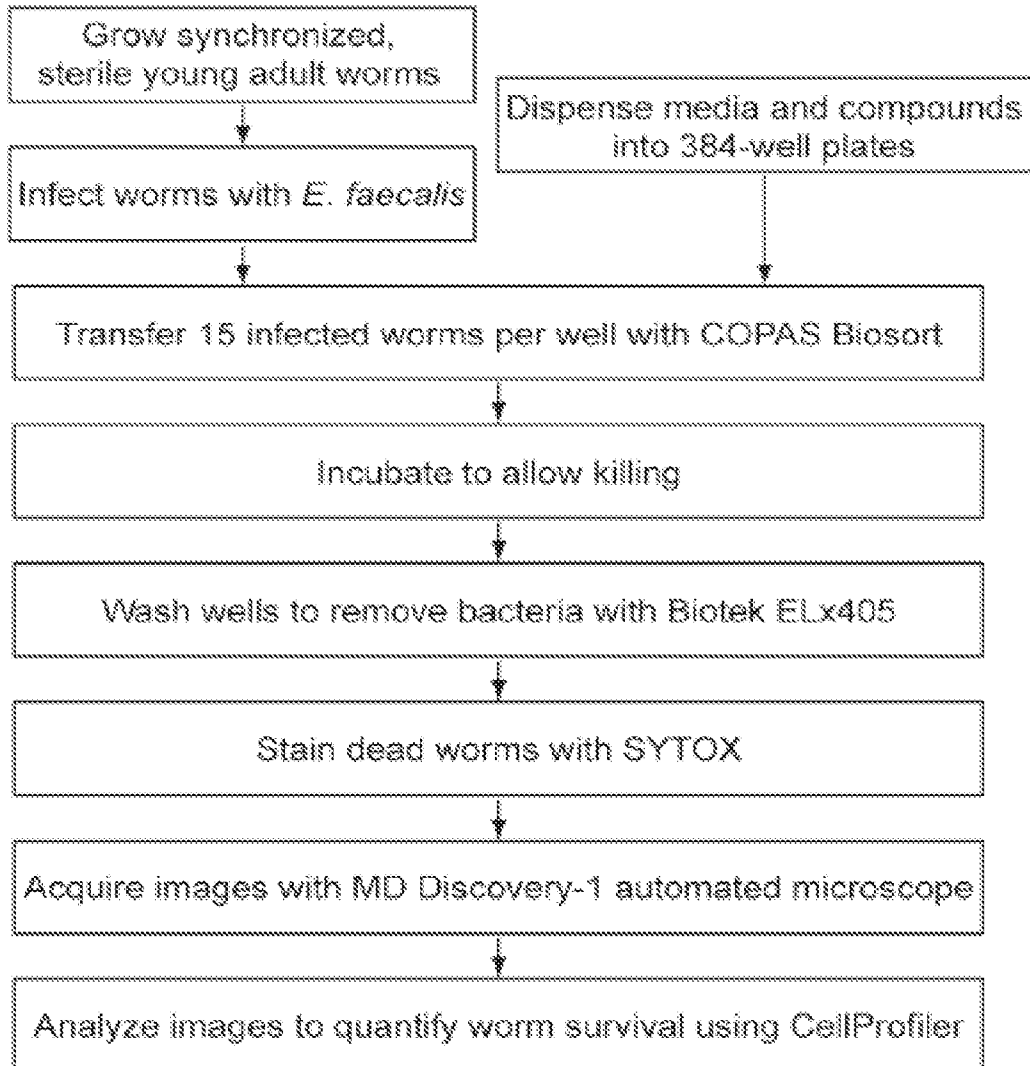 Grow synchronized,
sterile young adult worms
Dispense media and compounds
into 384-well plates
Infect worms with E. faecalis
Transfer 15 infected worms per well with COPAS Biosort
Incubate to allow killing
Wash wells to remove bacteria with Biotek ELx405
Stain dead worms with SYTOX
Acquire images with MD Discovery-1 automated microscope
Analyze images to quantify worm survival using CellProfiler